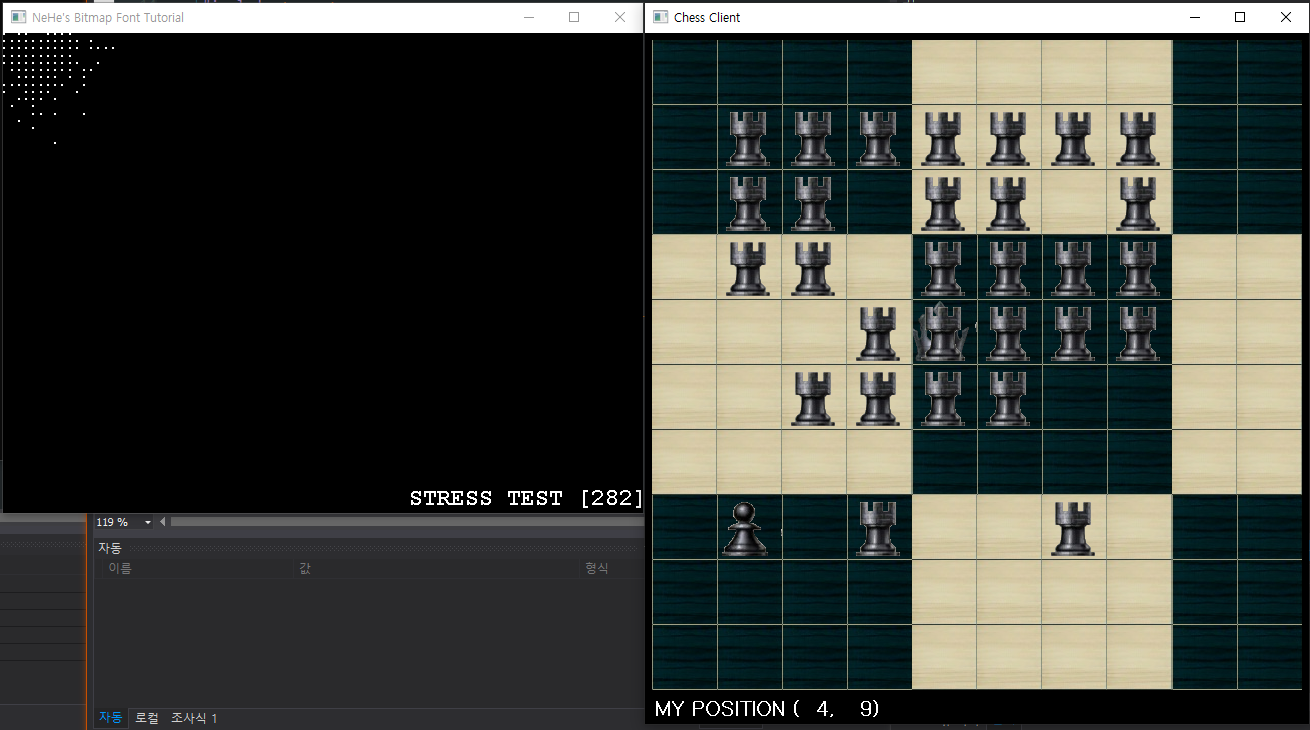 NeHe's Bitmap Font Tutorial
Chess Client
STRESS TEST [282]
119 %
자동
이름 값 형식
자동 로컬 조사식 1
MY POSITION ( 4, 9)